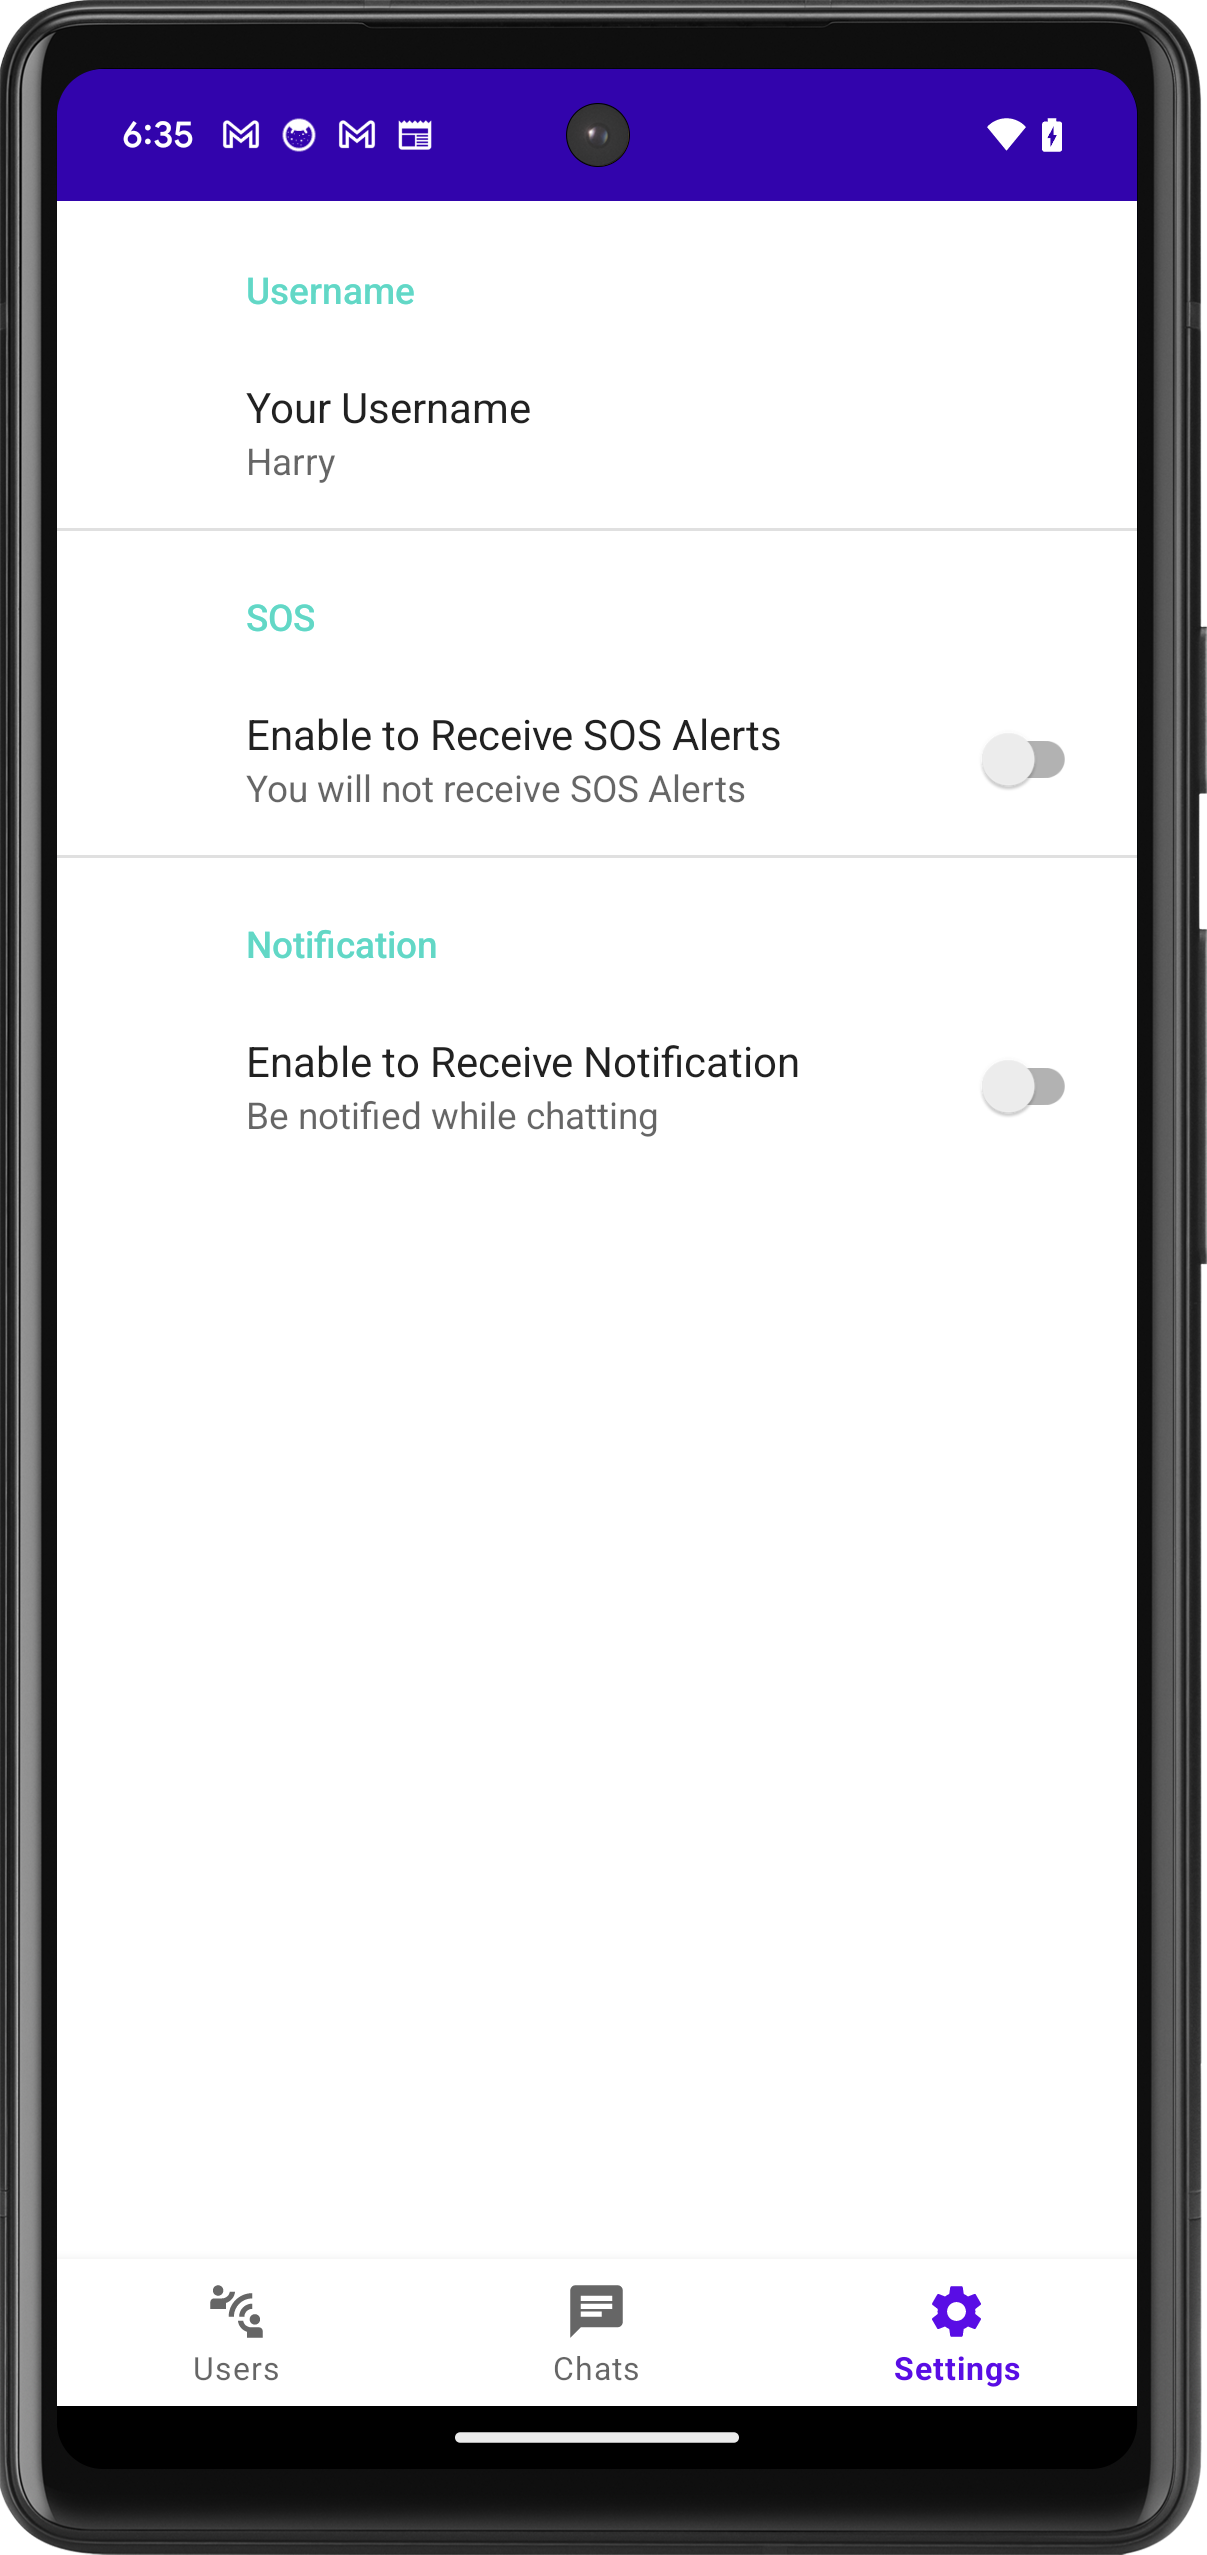 6:35
Username
Your Username
Harry
SOS
Enable to Receive SOS Alerts
You will not receive SOS Alerts
Notification
Enable to Receive Notification
Be notified while chatting
Users
Chats
Settings